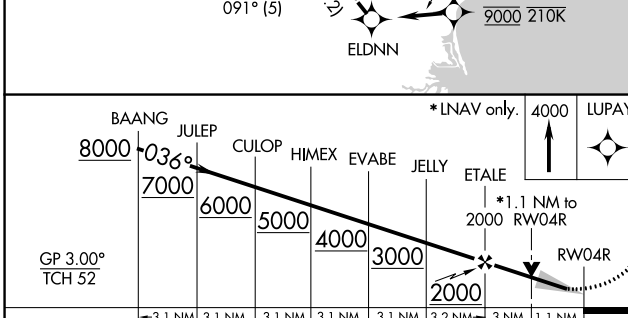 091° (5)
.2)
ELDNN
9000 210K
*LNAV only.
4000
LUPAY
BAANG
JULEP
CULOP
HIMEX
EVABE
JELLY
ETALE
8000
036°
7000
6000
5000
4000
3000
2000
*1.1 NM to
2000 RW04R
RW04R
GP 3.00°
TCH 52
3.1 NM
3.1 NM
3.1 NM
3.1 NM
3.1 NM
3.2 NM
3 NM
1.1 NM